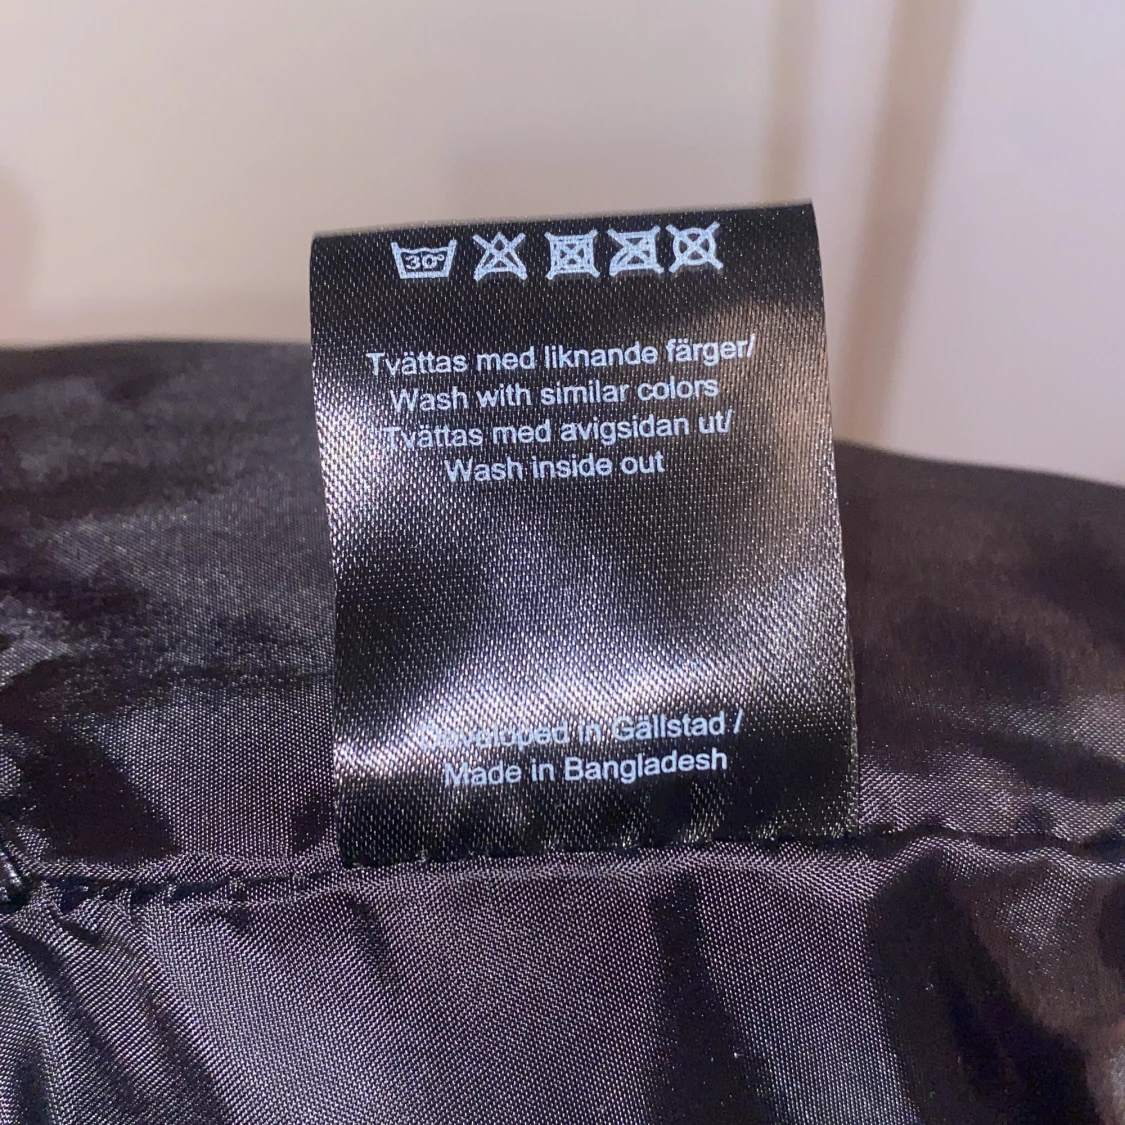 30°
Tvättas med liknande färger/
Wash with similar colors
Tvättas med avigsidan ut/
Wash inside out
Developed in Gällstad /
Made in Bangladesh